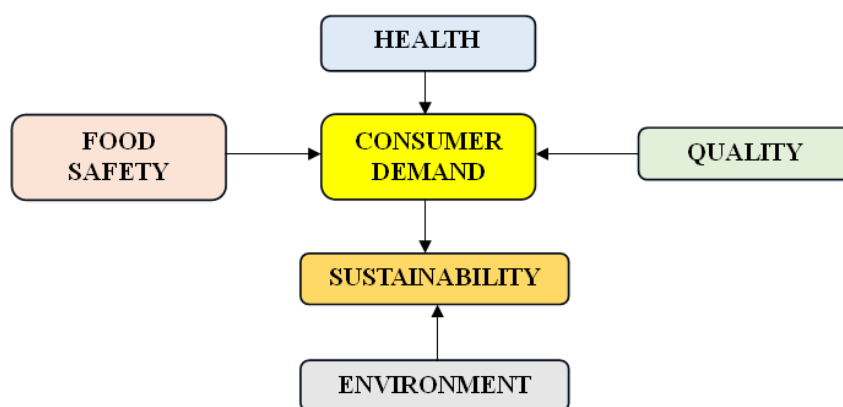 HEALTH
FOOD
SAFETY
CONSUMER
DEMAND
QUALITY
SUSTAINABILITY
ENVIRONMENT